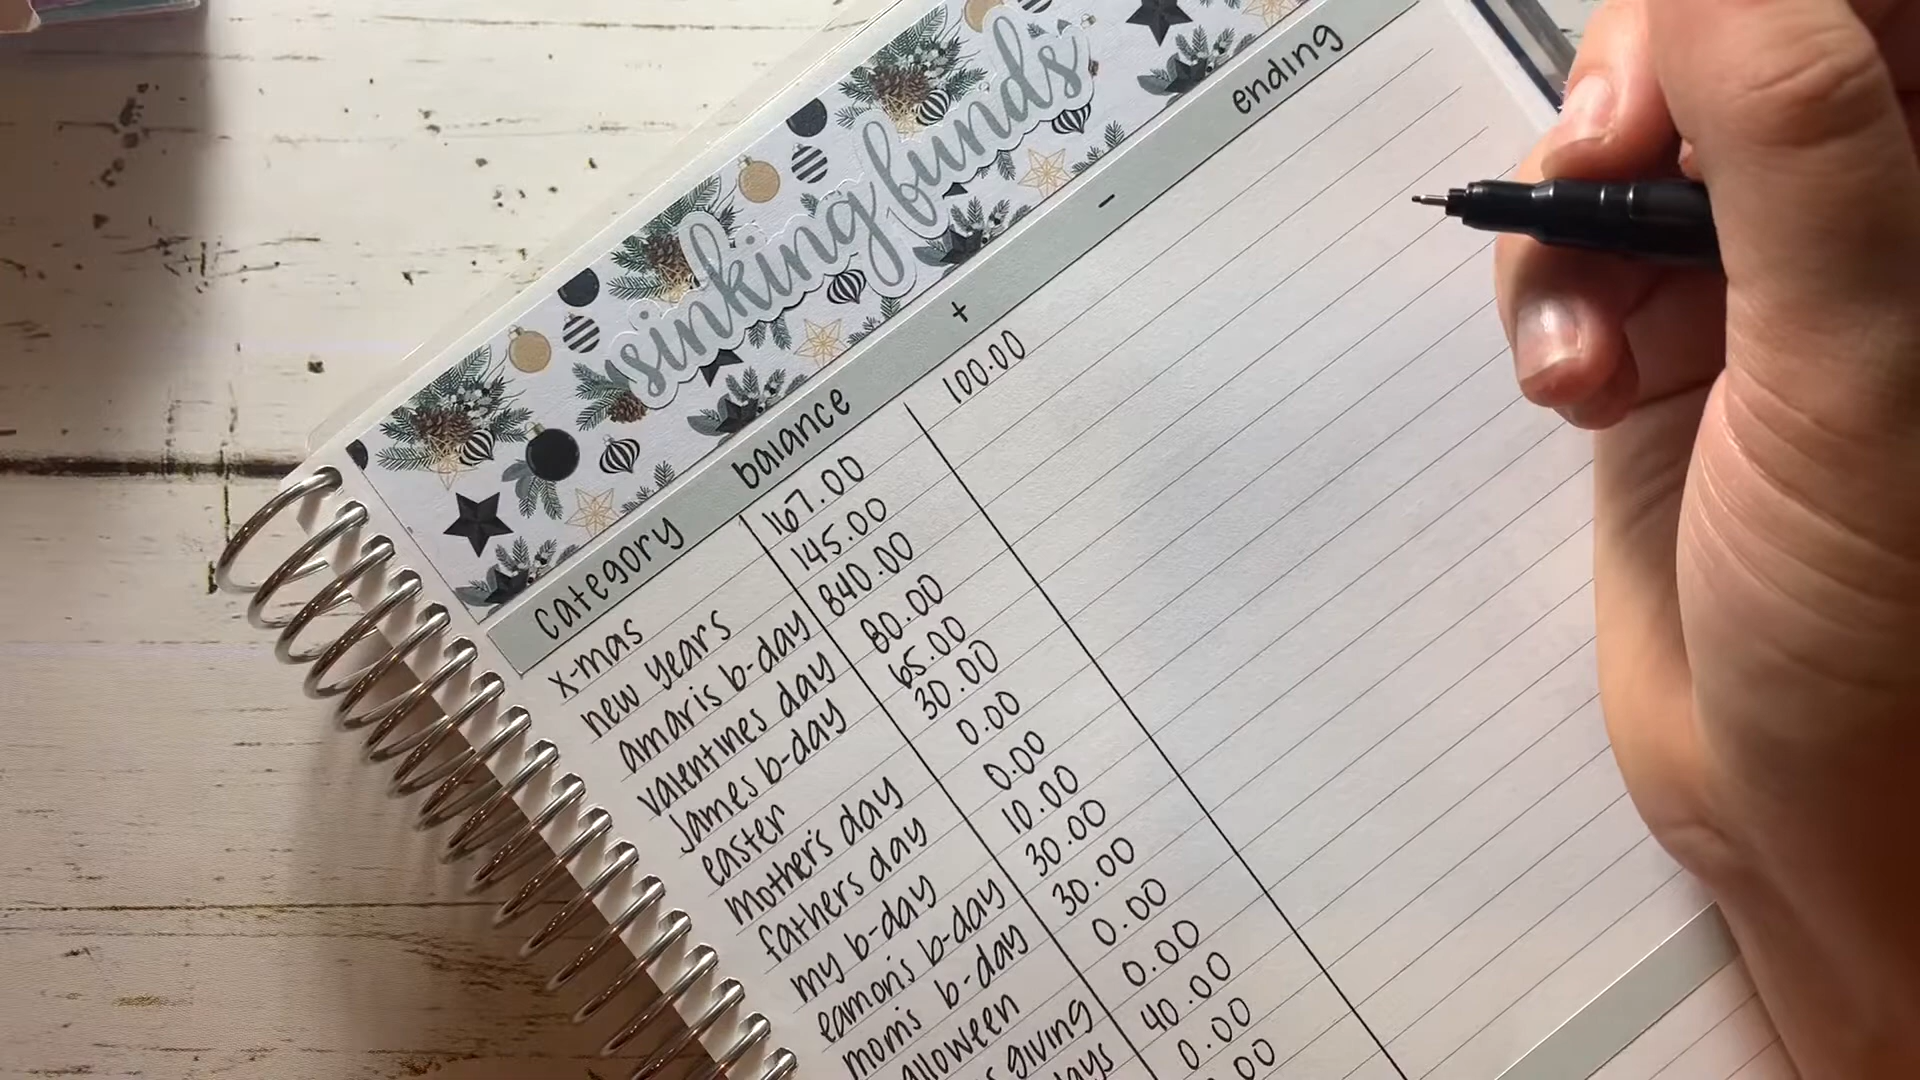 sinking funds
category balance + - ending
x-mas 167.00 100.00
new years 145.00
amaris b-day 840.00
valentines day 80.00
james b-day 65.00
easter 30.00
mother's day 0.00
fathers day 0.00
my b-day 10.00
eamon's b-day 30.00
mom's b-day 30.00
alloween 0.00
giving 0.00
40.00
0.00
.00